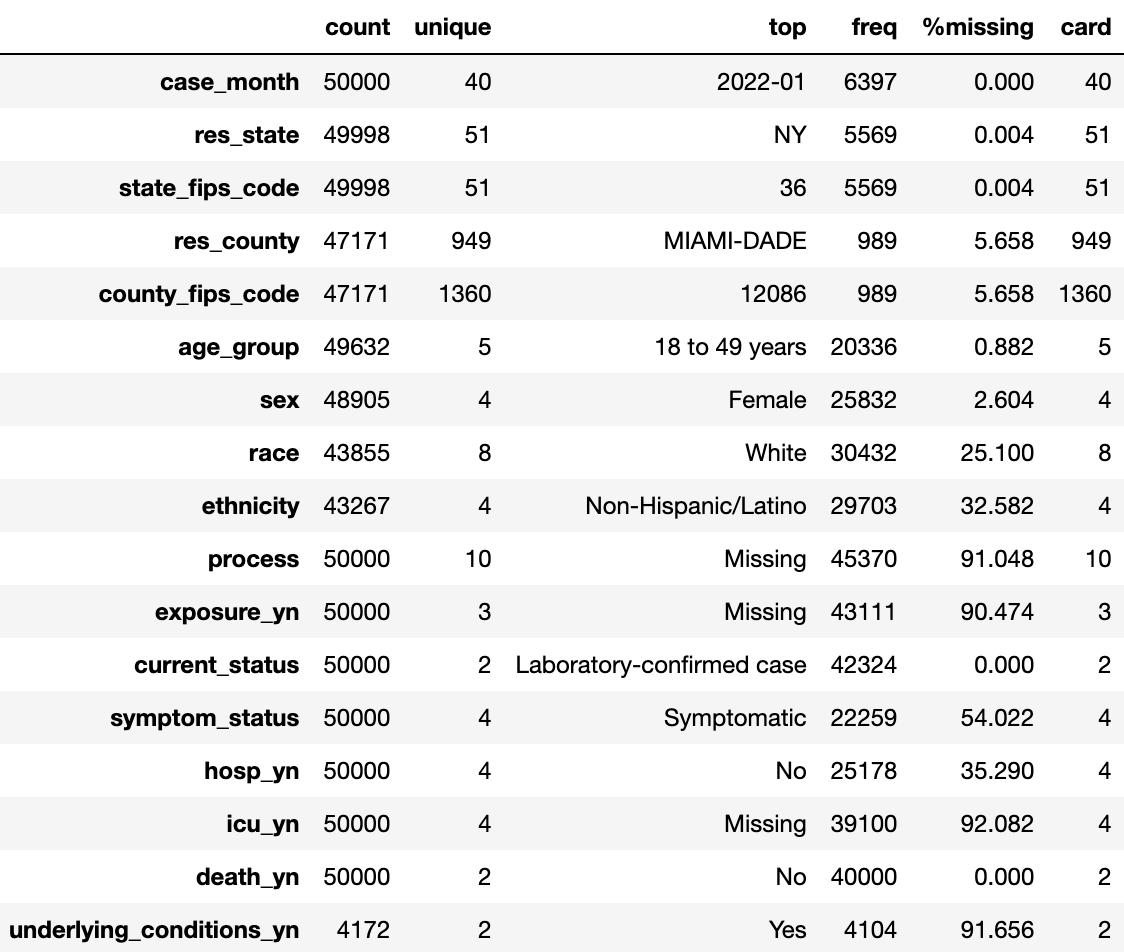 count unique top freq %missing card
case_month 50000 40 2022-01 6397 0.000 40
res_state 49998 51 NY 5569 0.004 51
state_fips_code 49998 51 36 5569 0.004 51
res_county 47171 949 MIAMI-DADE 989 5.658 949
county_fips_code 47171 1360 12086 989 5.658 1360
age_group 49632 5 18 to 49 years 20336 0.882 5
sex 48905 4 Female 25832 2.604 4
race 43855 8 White 30432 25.100 8
ethnicity 43267 4 Non-Hispanic/Latino 29703 32.582 4
process 50000 10 Missing 45370 91.048 10
exposure_yn 50000 3 Missing 43111 90.474 3
current_status 50000 2 Laboratory-confirmed case 42324 0.000 2
symptom_status 50000 4 Symptomatic 22259 54.022 4
hosp_yn 50000 4 No 25178 35.290 4
icu_yn 50000 4 Missing 39100 92.082 4
death_yn 50000 2 No 40000 0.000 2
underlying_conditions_yn 4172 2 Yes 4104 91.656 2